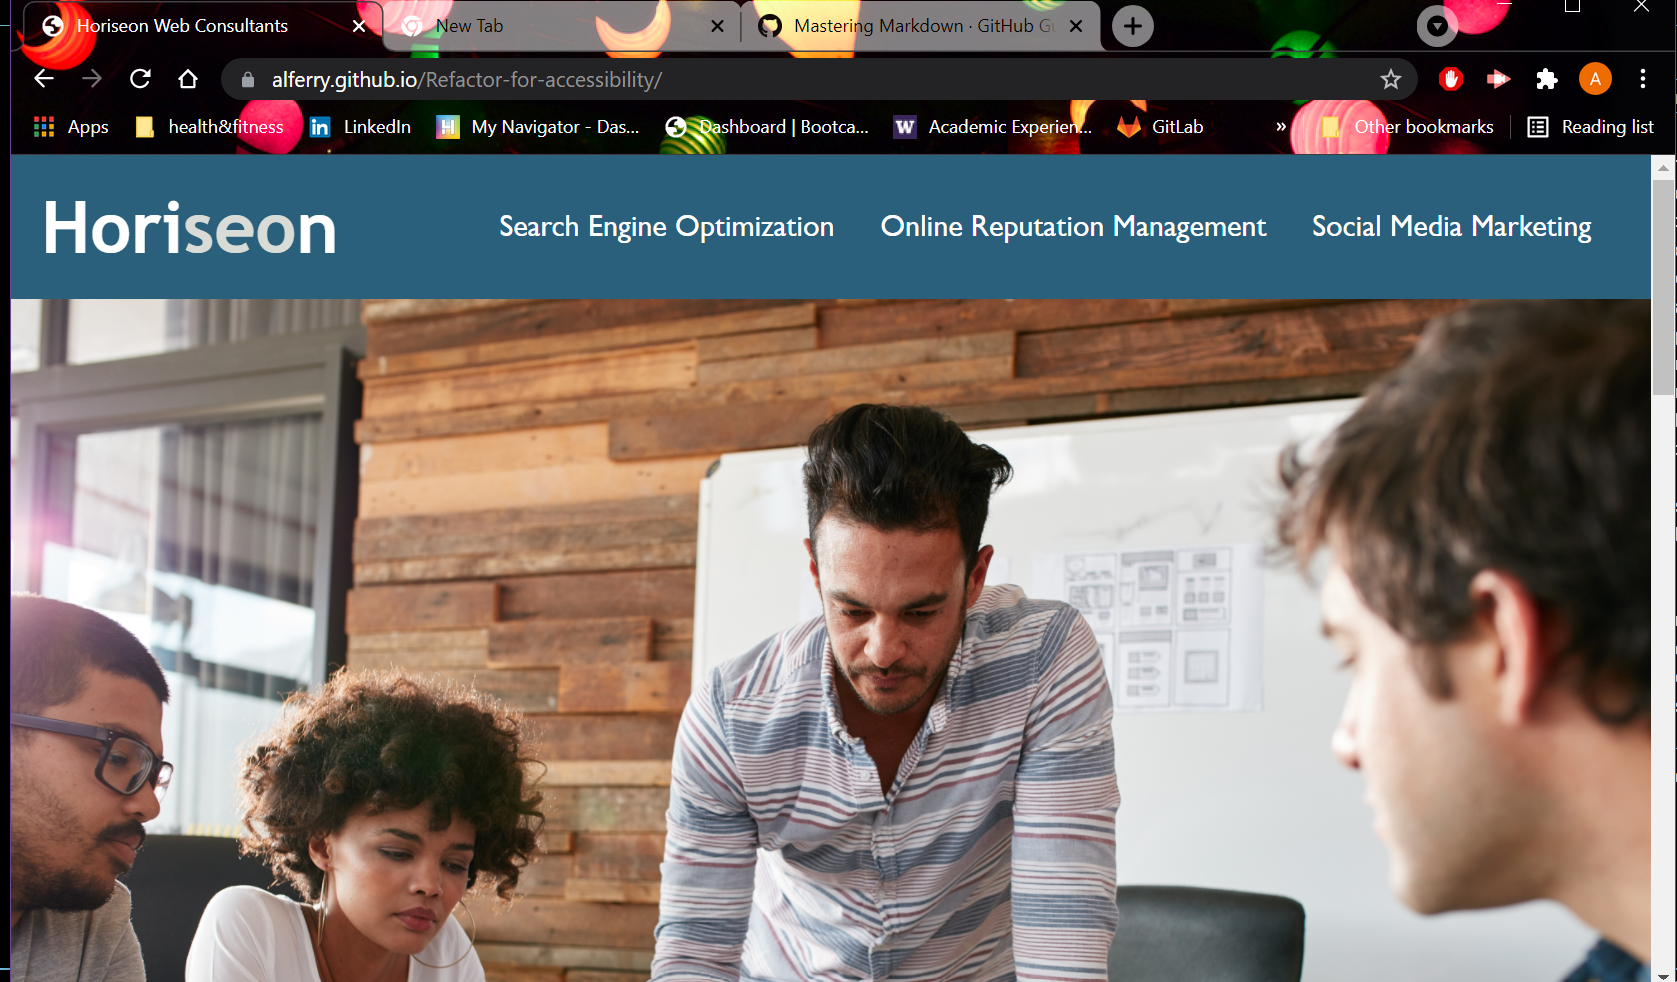 Horiseon Web Consultants
New Tab
Mastering Markdown · GitHub Gu
alferry.github.io/Refactor-for-accessibility/
A
Apps
health&fitness
LinkedIn
My Navigator - Das...
Dashboard | Bootca...
Academic Experien...
GitLab
»
Other bookmarks
Reading list
Horiseon
Search Engine Optimization
Online Reputation Management
Social Media Marketing